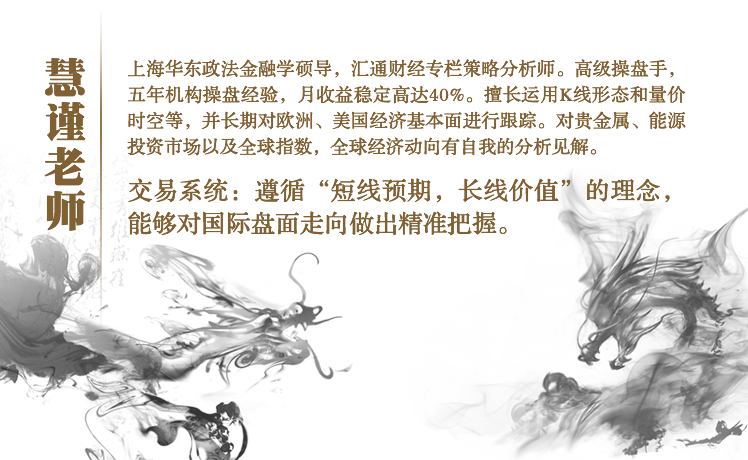 慧谨老师
上海华东政法金融学硕导，汇通财经专栏策略分析师。高级操盘手，
五年机构操盘经验，月收益稳定高达40%。擅长运用K线形态和量价
时空等，并长期对欧洲、美国经济基本面进行跟踪。对贵金属、能源
投资市场以及全球指数，全球经济动向有自我的分析见解。
交易系统：遵循“短线预期，长线价值”的理念，
能够对国际盘面走向做出精准把握。